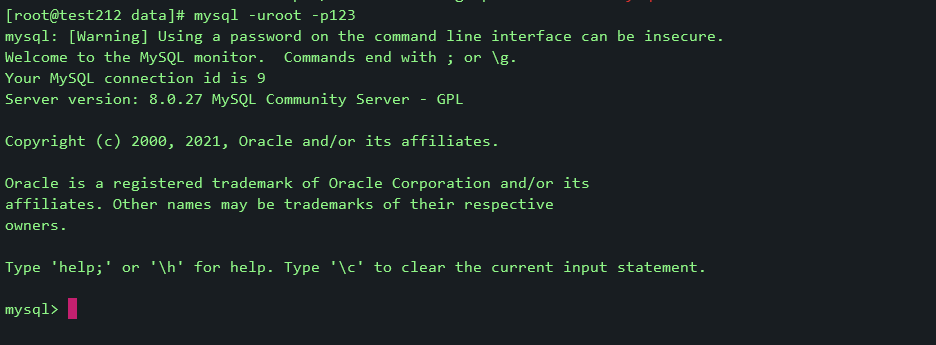 [root@test212 data]# mysql -uroot -p123
mysql: [Warning] Using a password on the command line interface can be insecure.
Welcome to the MySQL monitor.  Commands end with ; or \g.
Your MySQL connection id is 9
Server version: 8.0.27 MySQL Community Server - GPL

Copyright (c) 2000, 2021, Oracle and/or its affiliates.

Oracle is a registered trademark of Oracle Corporation and/or its
affiliates. Other names may be trademarks of their respective
owners.

Type 'help;' or '\h' for help. Type '\c' to clear the current input statement.

mysql>